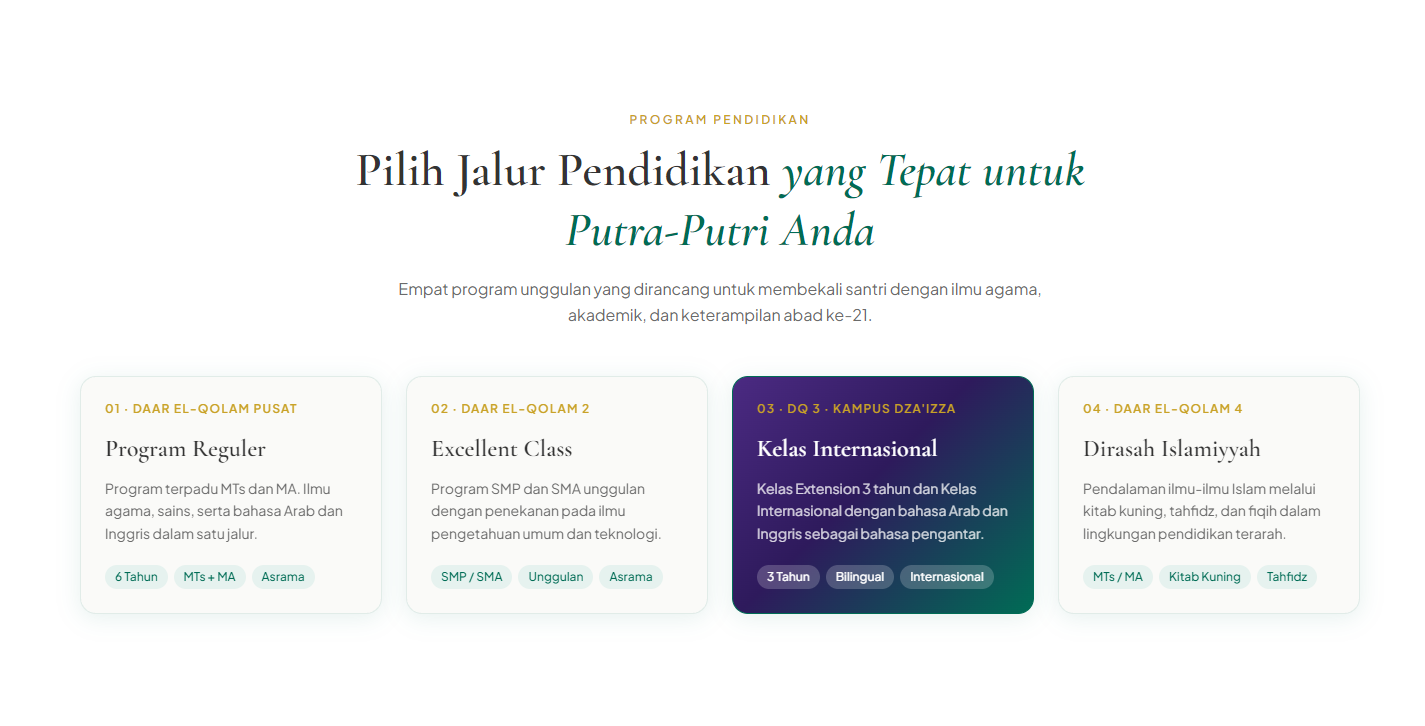 PROGRAM PENDIDIKAN
Pilih Jalur Pendidikan yang Tepat untuk
Putra-Putri Anda
Empat program unggulan yang dirancang untuk membekali santri dengan ilmu agama,
akademik, dan keterampilan abad ke-21.
01 · DAAR EL-QOLAM PUSAT
Program Reguler
Program terpadu MTs dan MA. Ilmu
agama, sains, serta bahasa Arab dan
Inggris dalam satu jalur.
6 Tahun
MTs + MA
Asrama
02 · DAAR EL-QOLAM 2
Excellent Class
Program SMP dan SMA unggulan
dengan penekanan pada ilmu
pengetahuan umum dan teknologi.
SMP / SMA
Unggulan
Asrama
03 · DQ 3 · KAMPUS DZA'IZZA
Kelas Internasional
Kelas Extension 3 tahun dan Kelas
Internasional dengan bahasa Arab dan
Inggris sebagai bahasa pengantar.
3 Tahun
Bilingual
Internasional
04 · DAAR EL-QOLAM 4
Dirasah Islamiyyah
Pendalaman ilmu-ilmu Islam melalui
kitab kuning, tahfidz, dan fiqih dalam
lingkungan pendidikan terarah.
MTs / MA
Kitab Kuning
Tahfidz